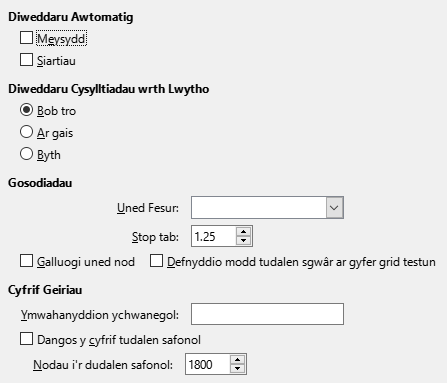 Diweddaru Awtomatig
Meysydd
Siartiau
Diweddaru Cysylltiadau wrth Lwytho
Bob tro
Ar gais
Byth
Gosodiadau
Uned Fesur:
Stop tab: 1.25
Galluogi uned nod Defnyddio modd tudalen sgwâr ar gyfer grid testun
Cyfrif Geiriau
Ymwahanyddion ychwanegol:
Dangos y cyfrif tudalen safonol
Nodau i'r dudalen safonol: 1800